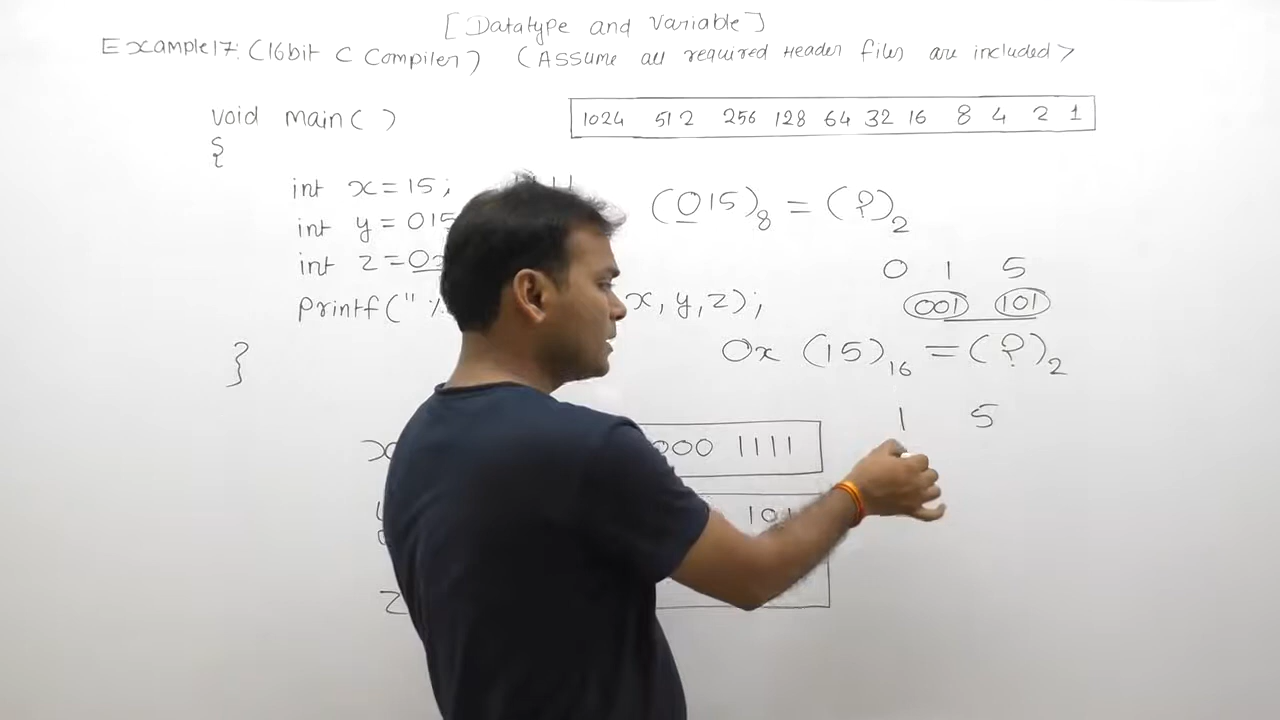 [Datatype and Variable]
Example17: (16bit C Compiler) (Assume all required Header files are included>
void main( )
{
int x=15;
int y = 015
int z =0x
printf("
x, y, z);
}
1024 512 256 128 64 32 16 8 4 2 1
(015)8 = (?)2
0 1 5
001 101
0x (15)16 =(?)2
1 5
x 000 1111
101
z